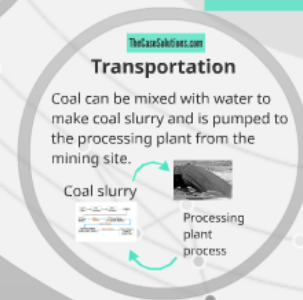 TheCaseSolutions.com
Transportation
Coal can be mixed with water to
make coal slurry and is pumped to
the processing plant from the
mining site.
Coal slurry
Processing
plant
process